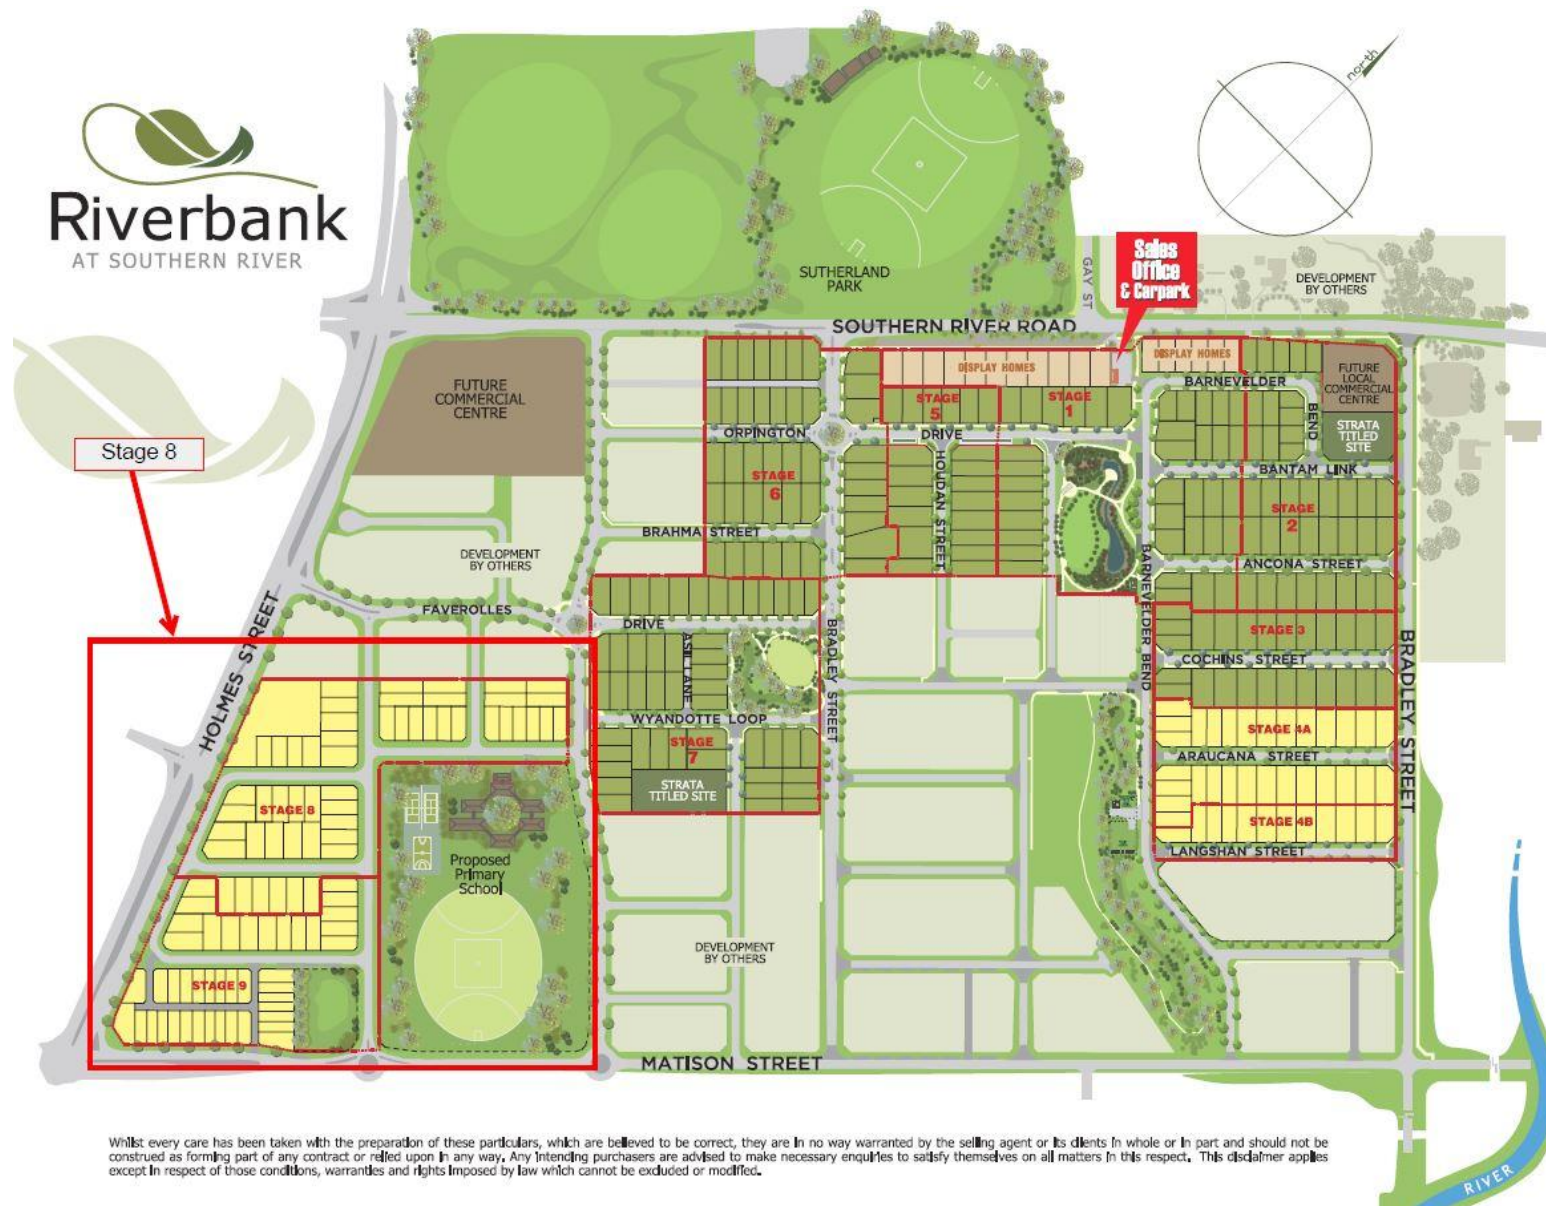 north
Riverbank
AT SOUTHERN RIVER
Sales
Office
& Carpark
GAY ST
DEVELOPMENT
BY OTHERS
SUTHERLAND
PARK
SOUTHERN RIVER ROAD
FUTURE
COMMERCIAL
CENTRE
DISPLAY HOMES
DISPLAY HOMES
FUTURE
LOCAL
COMMERCIAL
CENTRE
BARNEVELDER
BEND
STAGE
5
STAGE
1
STRATA
TITLED
SITE
Stage 8
ORPINGTON
DRIVE
HOUDAN STREET
BANTAM LINK
STAGE
6
STAGE
2
BRAHMA STREET
DEVELOPMENT
BY OTHERS
ANCONA STREET
BARNEVELDER BEND
FAVEROLLES
DRIVE
HOLMES STREET
ASIL LANE
BRADLEY STREET
STAGE 3
COCHINS STREET
BRADLEY STREET
WYANDOTTE LOOP
STAGE
7
STAGE 4A
ARAUCANA STREET
STRATA
TITLED SITE
STAGE 8
STAGE 4B
LANGSHAN STREET
Proposed
Primary
School
DEVELOPMENT
BY OTHERS
STAGE 9
MATISON STREET
RIVER
Whilst every care has been taken with the preparation of these particulars, which are believed to be correct, they are in no way warranted by the selling agent or its clients in whole or in part and should not be
construed as forming part of any contract or relied upon in any way. Any intending purchasers are advised to make necessary enquiries to satisfy themselves on all matters in this respect. This disclaimer applies
except in respect of those conditions, warranties and rights imposed by law which cannot be excluded or modified.